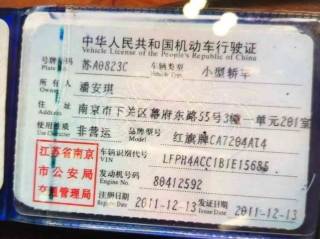 中华人民共和国机动车行驶证
Vehicle License of the People's Republic of China
号牌号码 苏A0823C 车辆类型 小型轿车
Plate No. Vehicle Type
所有人 潘安琪
Owner
住址 南京市下关区幕府东路55号3幢一单元201室
Address
使用性质 非营运 品牌型号 红旗牌CA7204AT4
Use Character Model
江苏省南京 车辆识别代号 LFPH4ACC1B1E15685
VIN
市公安局 发动机号码 80412592
Engine No.
交通管理局 注册日期 2011-12-13 发证日期 2011-12-13
Register Date Issue Date